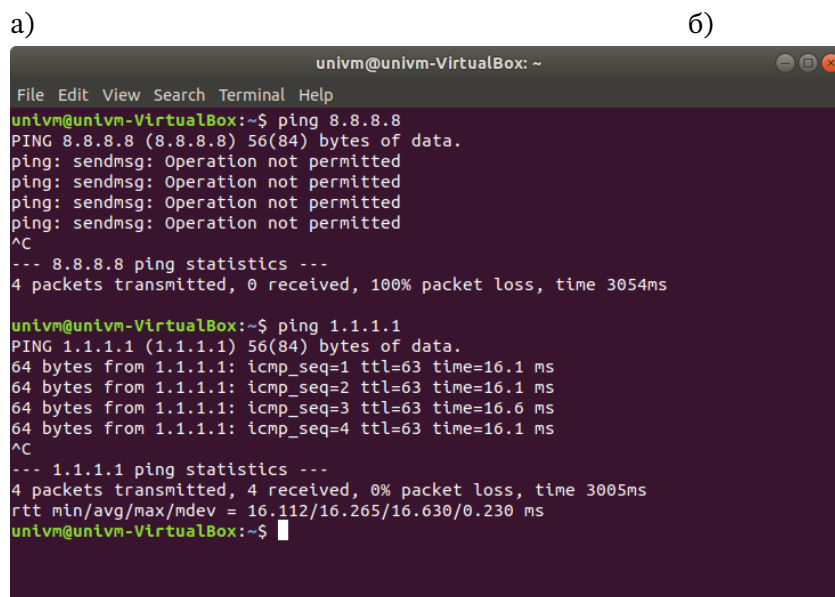 а) б)
univm@univm-VirtualBox: ~
File Edit View Search Terminal Help
univm@univm-VirtualBox:~$ ping 8.8.8.8
PING 8.8.8.8 (8.8.8.8) 56(84) bytes of data.
ping: sendmsg: Operation not permitted
ping: sendmsg: Operation not permitted
ping: sendmsg: Operation not permitted
ping: sendmsg: Operation not permitted
^C
--- 8.8.8.8 ping statistics ---
4 packets transmitted, 0 received, 100% packet loss, time 3054ms
univm@univm-VirtualBox:~$ ping 1.1.1.1
PING 1.1.1.1 (1.1.1.1) 56(84) bytes of data.
64 bytes from 1.1.1.1: icmp_seq=1 ttl=63 time=16.1 ms
64 bytes from 1.1.1.1: icmp_seq=2 ttl=63 time=16.1 ms
64 bytes from 1.1.1.1: icmp_seq=3 ttl=63 time=16.6 ms
64 bytes from 1.1.1.1: icmp_seq=4 ttl=63 time=16.1 ms
^C
--- 1.1.1.1 ping statistics ---
4 packets transmitted, 4 received, 0% packet loss, time 3005ms
rtt min/avg/max/mdev = 16.112/16.265/16.630/0.230 ms
univm@univm-VirtualBox:~$